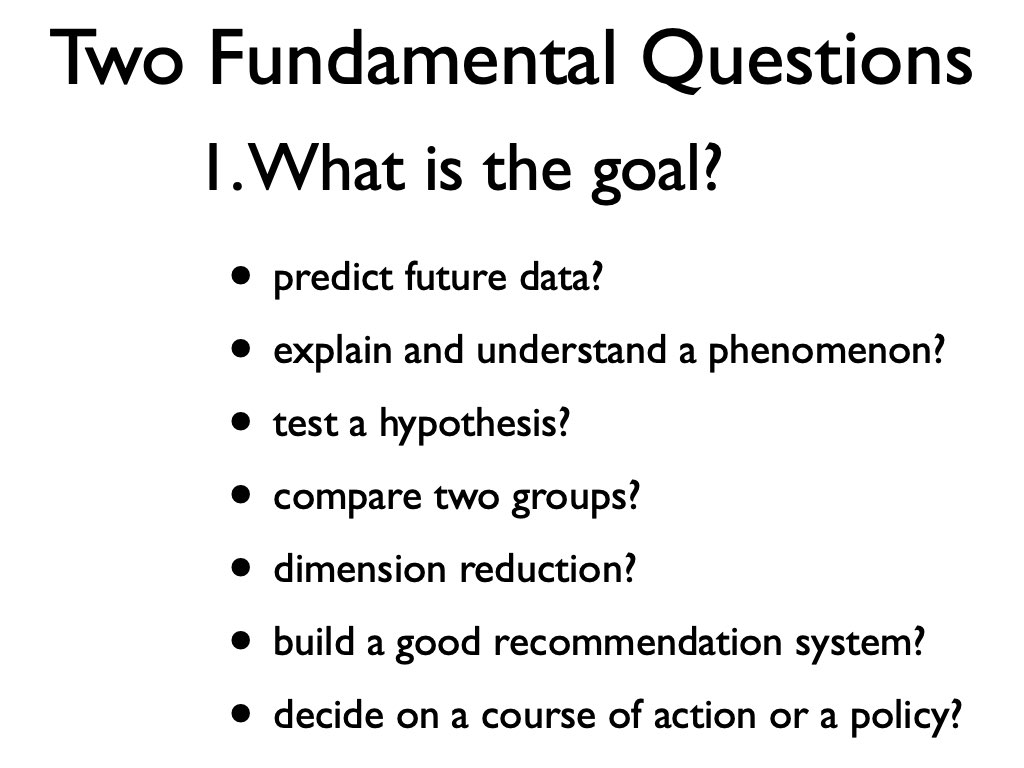 Two Fundamental Questions
1. What is the goal?
• predict future data?
• explain and understand a phenomenon?
• test a hypothesis?
• compare two groups?
• dimension reduction?
• build a good recommendation system?
• decide on a course of action or a policy?